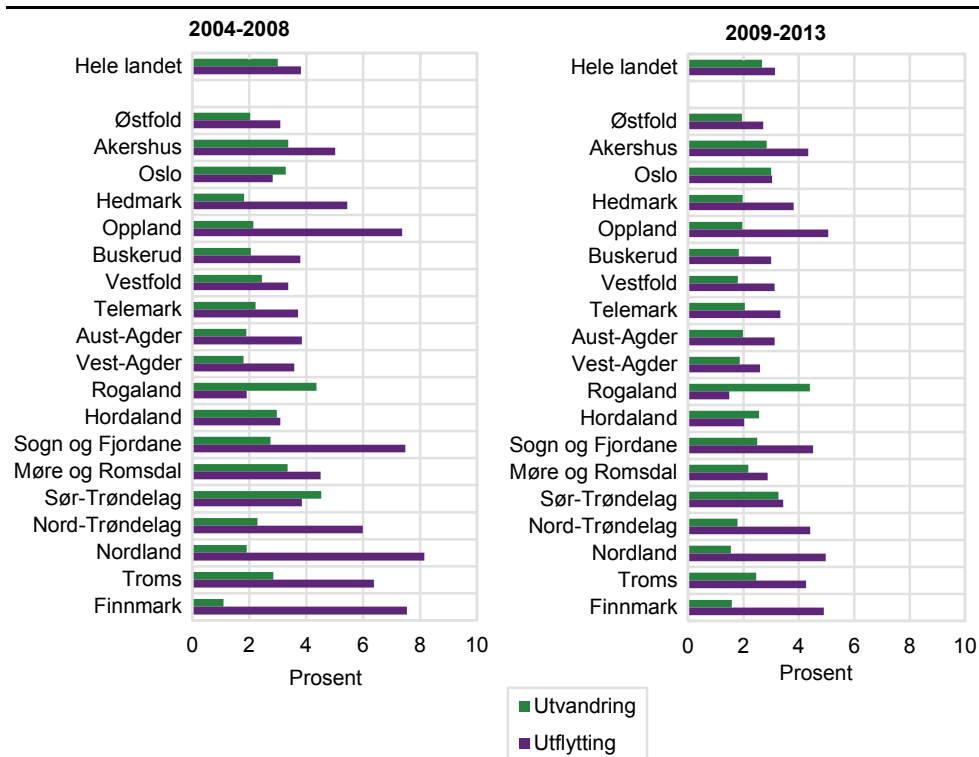 2004-2008
Hele landet
Østfold
Akershus
Oslo
Hedmark
Oppland
Buskerud
Vestfold
Telemark
Aust-Agder
Vest-Agder
Rogaland
Hordaland
Sogn og Fjordane
Møre og Romsdal
Sør-Trøndelag
Nord-Trøndelag
Nordland
Troms
Finnmark
0 2 4 6 8 10
Prosent
2009-2013
Hele landet
Østfold
Akershus
Oslo
Hedmark
Oppland
Buskerud
Vestfold
Telemark
Aust-Agder
Vest-Agder
Rogaland
Hordaland
Sogn og Fjordane
Møre og Romsdal
Sør-Trøndelag
Nord-Trøndelag
Nordland
Troms
Finnmark
0 2 4 6 8 10
Prosent
Utvandring
Utflytting